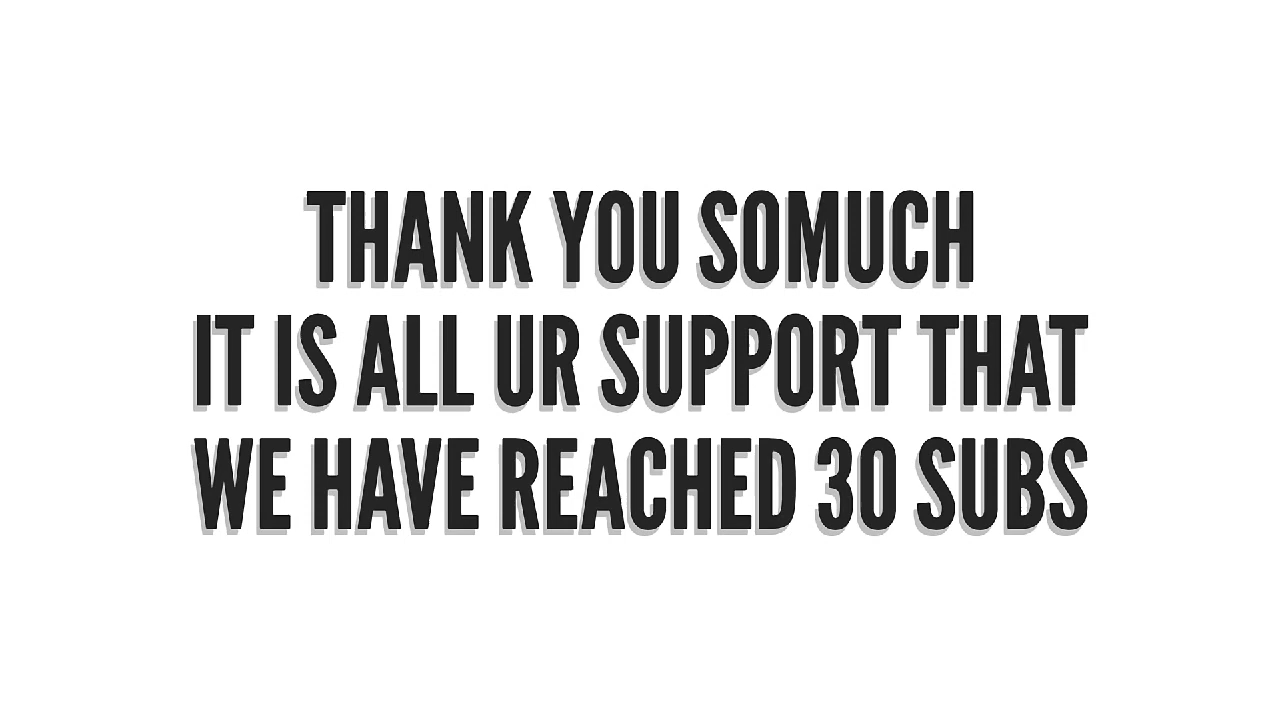 THANK YOU SOMUCH
IT IS ALL UR SUPPORT THAT
WE HAVE REACHED 30 SUBS